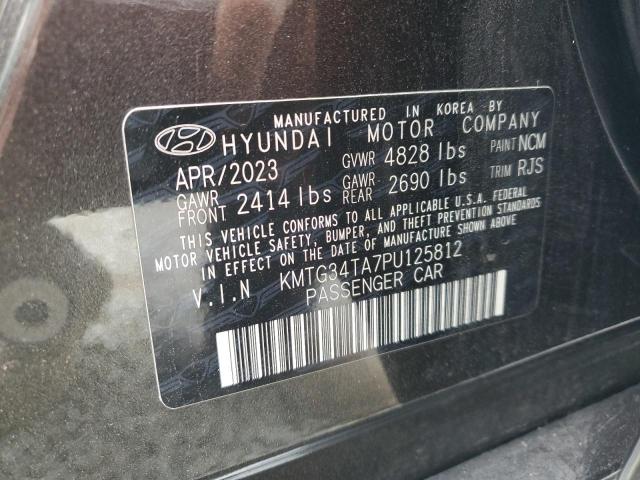 MANUFACTURED IN KOREA BY
HYUNDAI MOTOR COMPANY
APR/2023 GVWR 4828 lbs PAINT NCM
GAWR FRONT 2414 lbs GAWR REAR 2690 lbs TRIM RJS
THIS VEHICLE CONFORMS TO ALL APPLICABLE U.S.A. FEDERAL
MOTOR VEHICLE SAFETY, BUMPER, AND THEFT PREVENTION STANDARDS
IN EFFECT ON THE DATE OF MANUFACTURE SHOWN ABOVE.
V.I.N KMTG34TA7PU125812
PASSENGER CAR